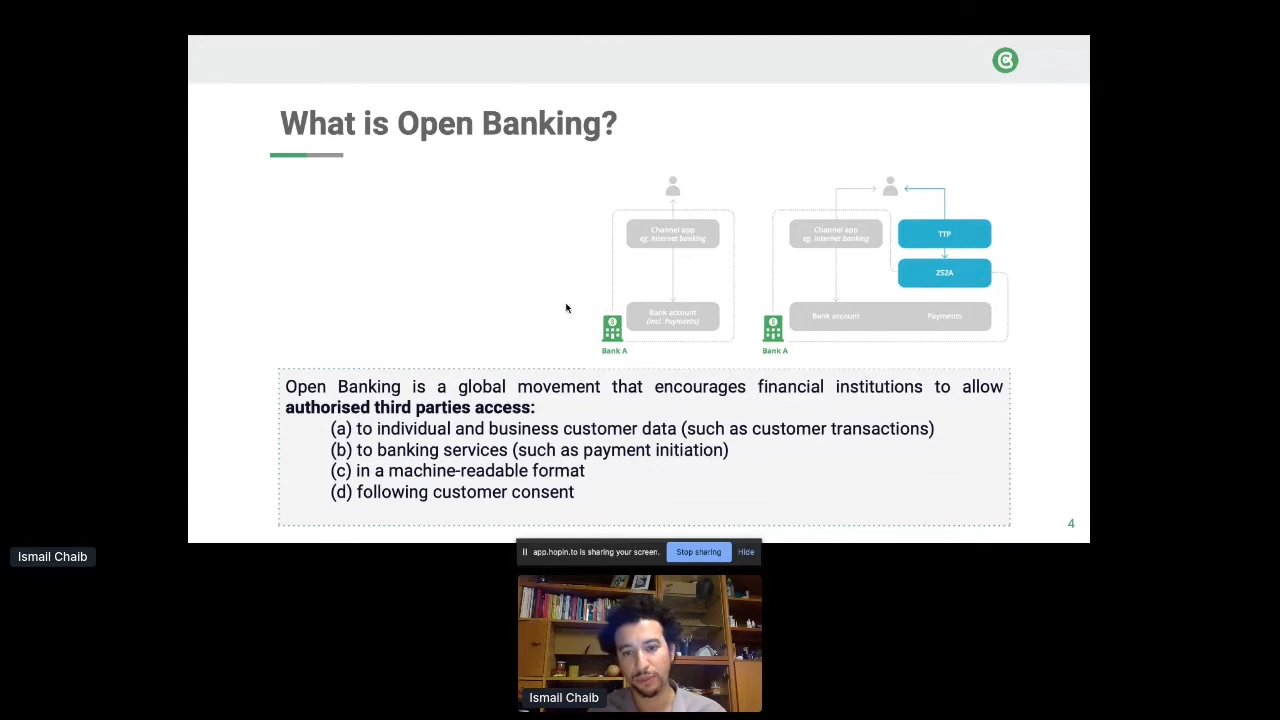 What is Open Banking?
Channel app
eg. internet banking
Bank account
(incl. Payments)
Bank A
Channel app
eg. internet banking
TTP
ZS2A
Bank account
Payments
Bank A
Open Banking is a global movement that encourages financial institutions to allow
authorised third parties access:
(a) to individual and business customer data (such as customer transactions)
(b) to banking services (such as payment initiation)
(c) in a machine-readable format
(d) following customer consent
4
Ismail Chaib
app.hopin.to is sharing your screen.
Stop sharing
Hide
Ismail Chaib